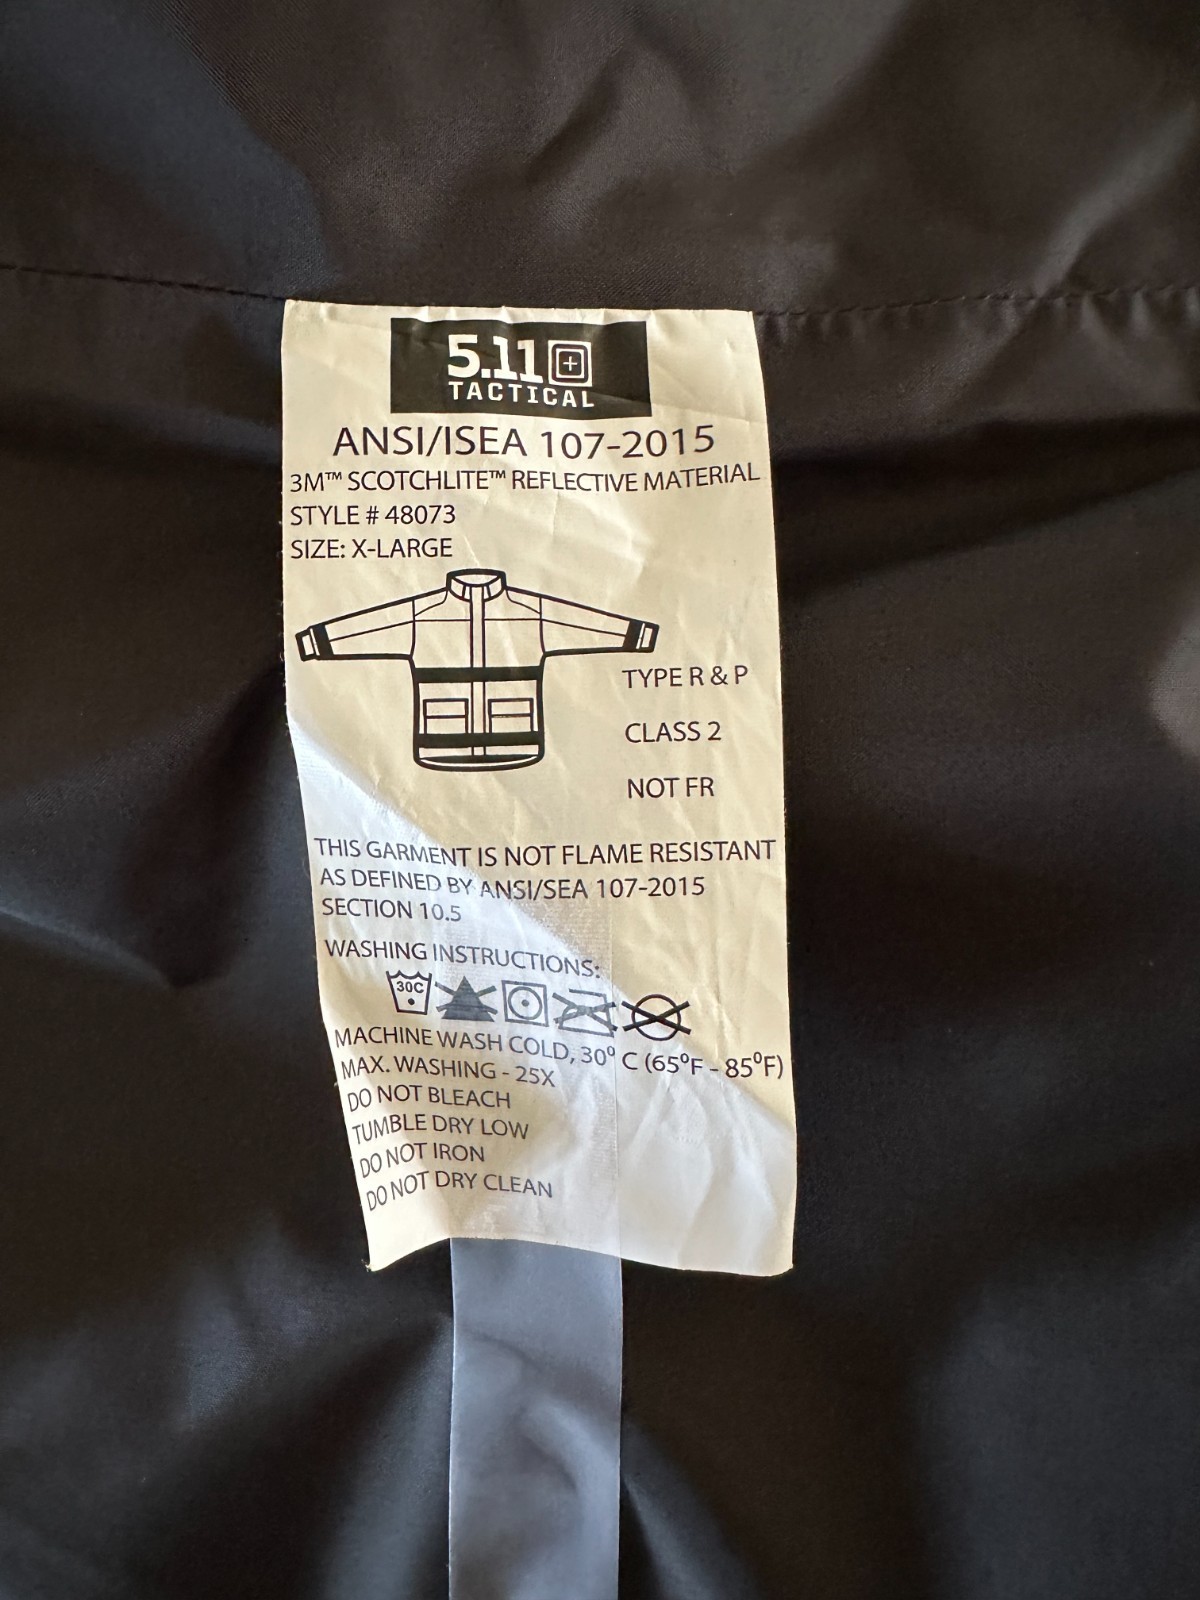 5.11
TACTICAL
ANSI/ISEA 107-2015
3M™ SCOTCHLITE™ REFLECTIVE MATERIAL
STYLE # 48073
SIZE: X-LARGE
TYPE R & P
CLASS 2
NOT FR
THIS GARMENT IS NOT FLAME RESISTANT
AS DEFINED BY ANSI/SEA 107-2015
SECTION 10.5
WASHING INSTRUCTIONS:
30C
MACHINE WASH COLD, 30º C (65ºF - 85ºF)
MAX. WASHING - 25X
DO NOT BLEACH
TUMBLE DRY LOW
DO NOT IRON
DO NOT DRY CLEAN